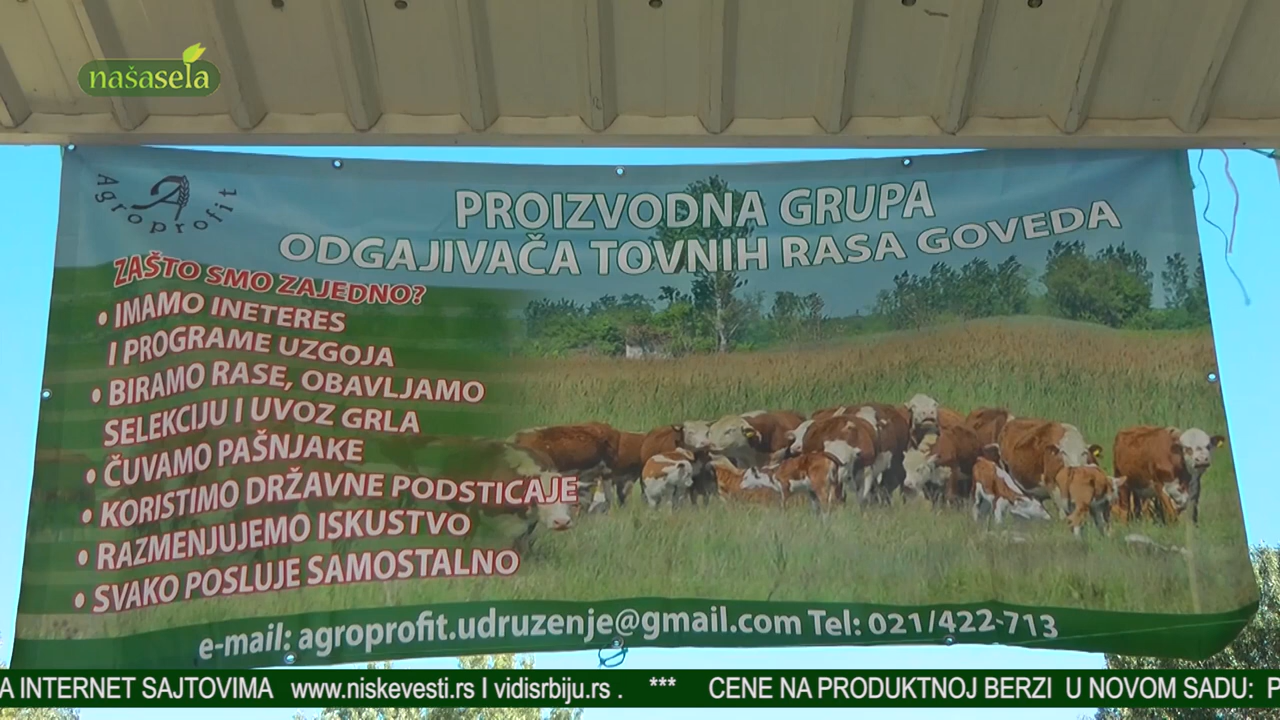 našasela
Agroprofit
PROIZVODNA GRUPA
ODGAJIVAČA TOVNIH RASA GOVEDA
ZAŠTO SMO ZAJEDNO?
• IMAMO INETERES
I PROGRAME UZGOJA
• BIRAMO RASE, OBAVLJAMO
SELEKCIJU I UVOZ GRLA
• ČUVAMO PAŠNJAKE
• KORISTIMO DRŽAVNE PODSTICAJE
• RAZMENJUJEMO ISKUSTVO
• SVAKO POSLUJE SAMOSTALNO
e-mail: agroprofit.udruzenje@gmail.com Tel: 021/422-713
A INTERNET SAJTOVIMA www.niskevesti.rs I vidisrbiju.rs . *** CENE NA PRODUKTNOJ BERZI U NOVOM SADU: P